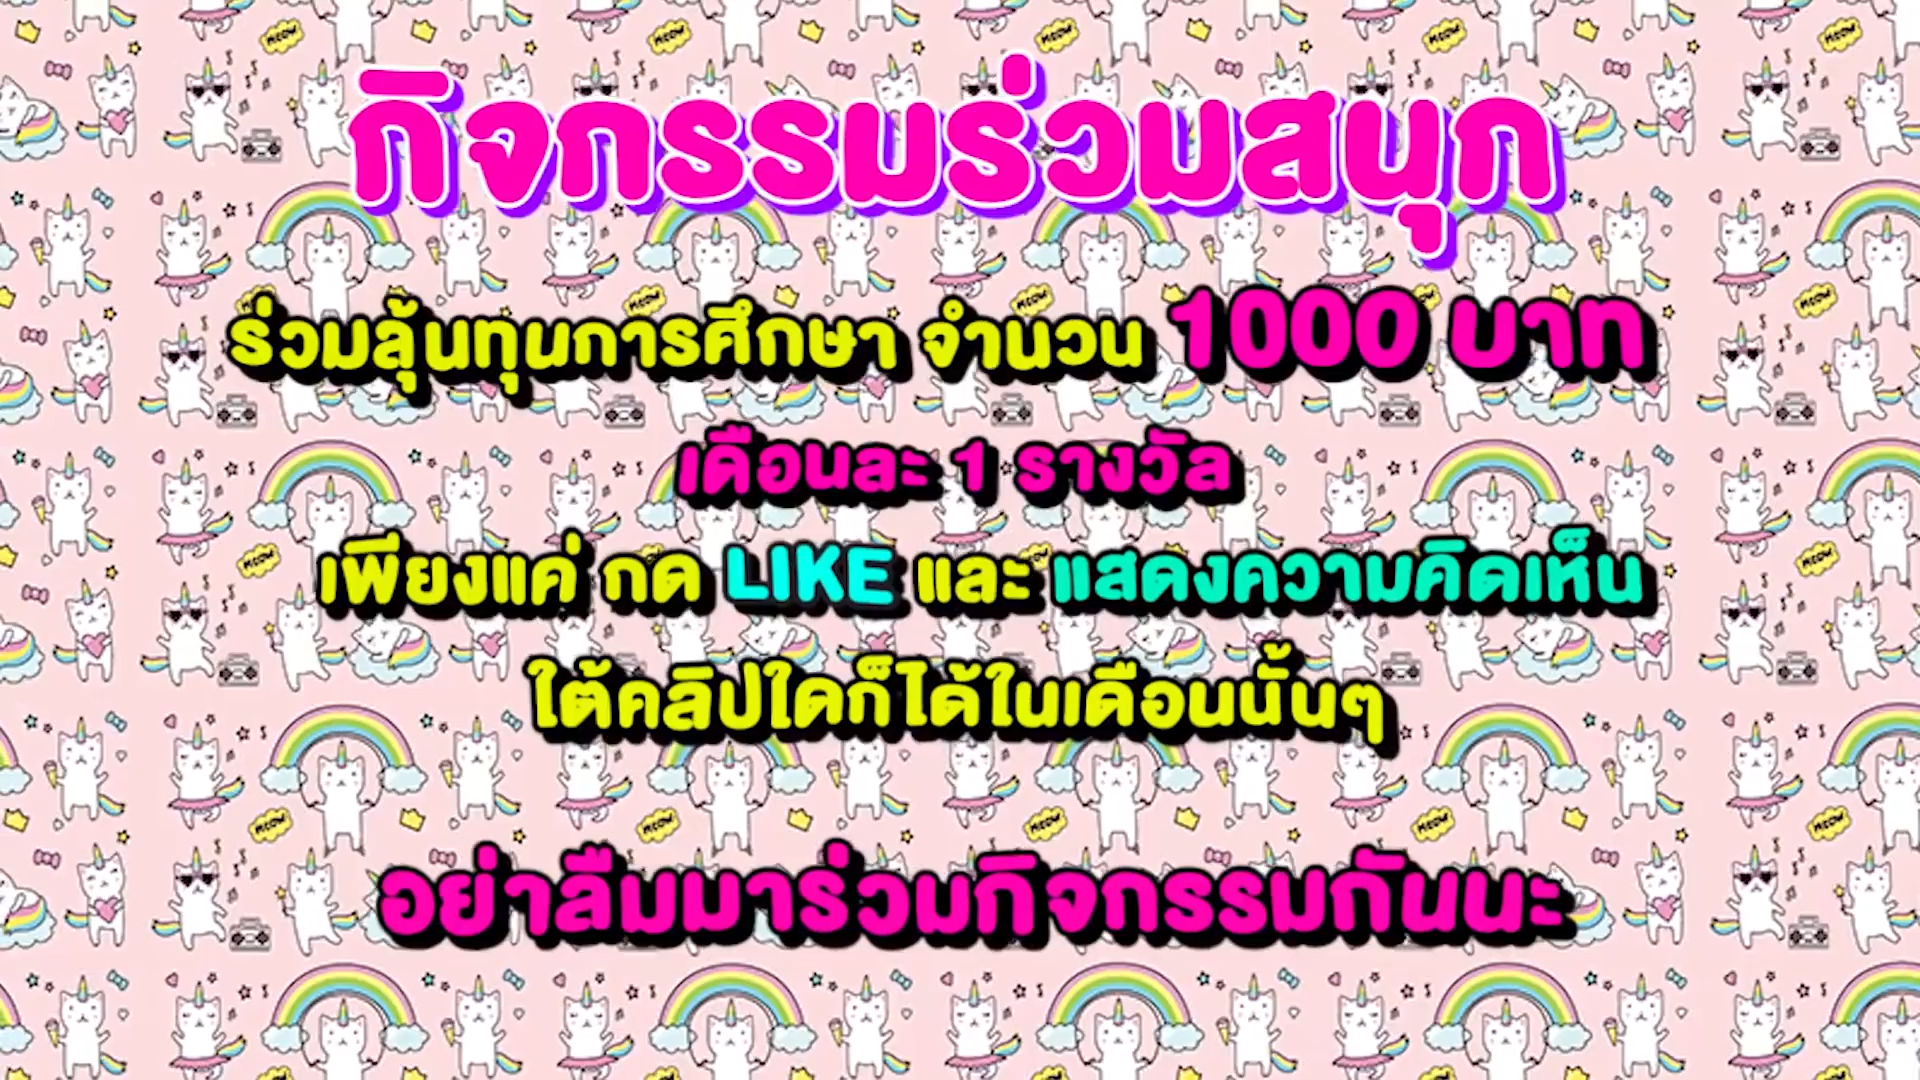 กิจกรรมร่วมสนุก
ร่วมลุ้นทุนการศึกษา จำนวน 1000 บาท
เดือนละ 1 รางวัล
เพียงแค่ กด LIKE และ แสดงความคิดเห็น
ใต้คลิปใดก็ได้ในเดือนนั้นๆ
อย่าลืมมาร่วมกิจกรรมกันนะ